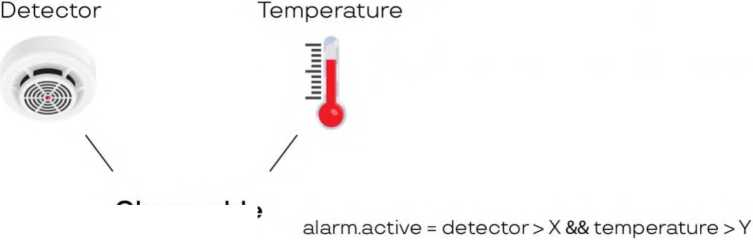 Detector Temperature
alarm.active = detector > X && temperature > Y